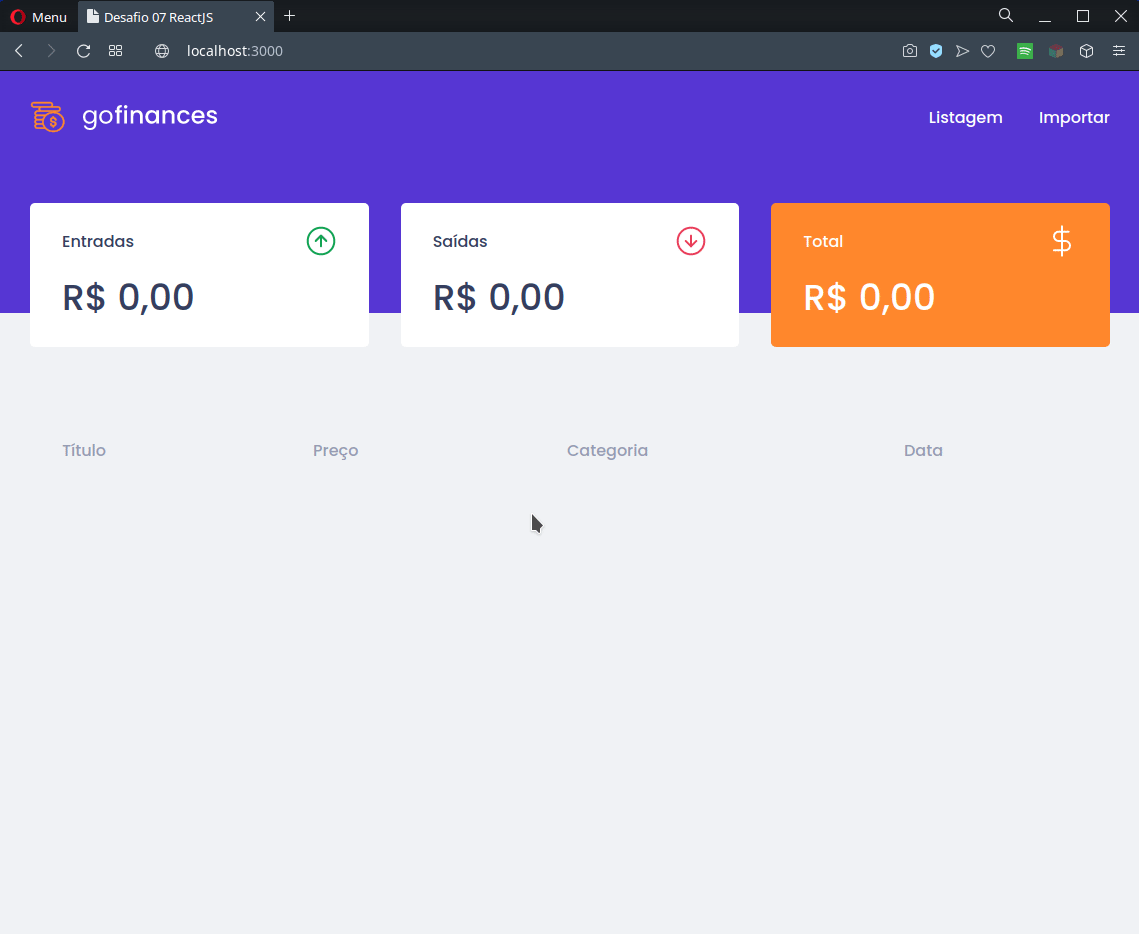 Menu
Desafio 07 ReactJS
localhost:3000
gofinances
Listagem Importar
Entradas
R$ 0,00
Saídas
R$ 0,00
Total
$
R$ 0,00
Título Preço Categoria Data